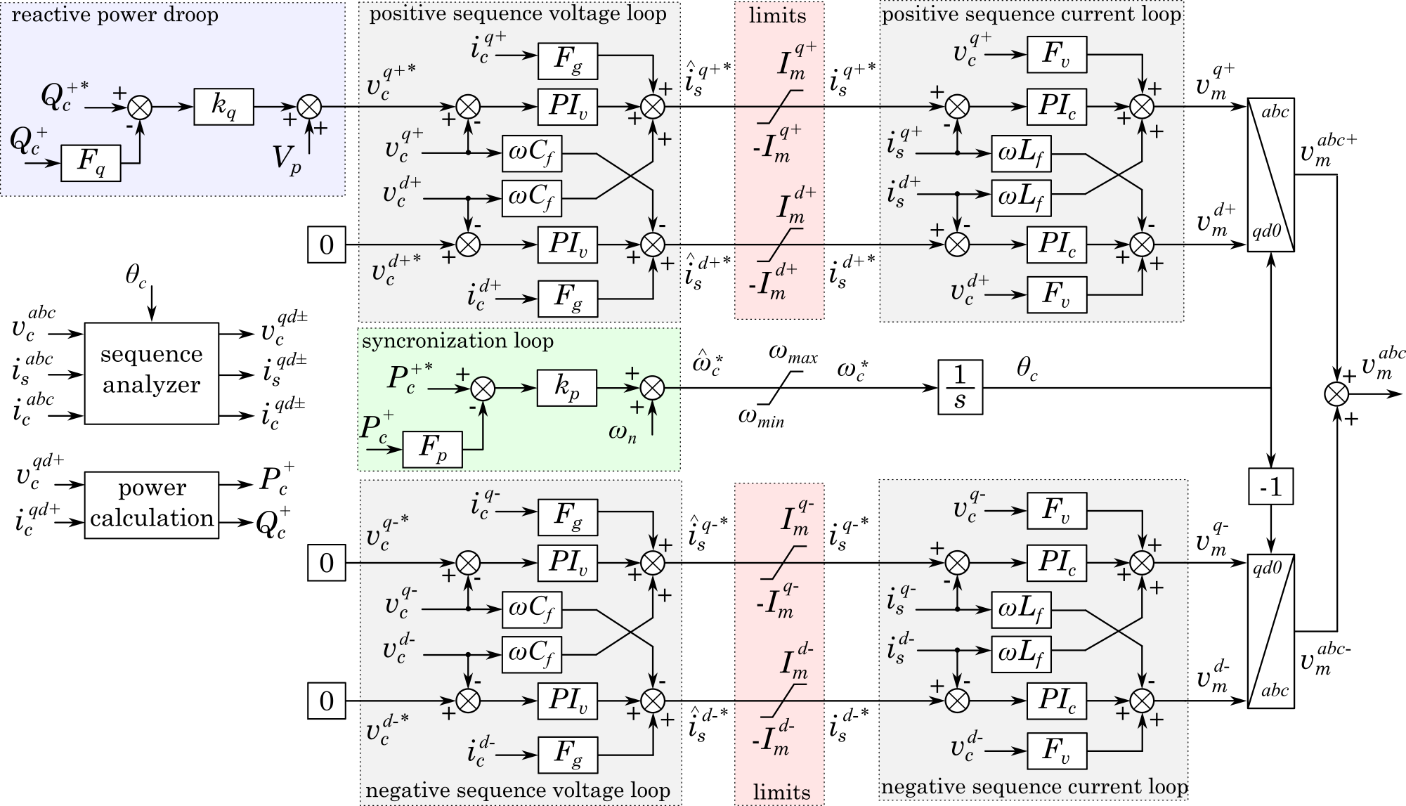 reactive power droop
Q_c^{+*}
+
-
k_q
+
+
V_p
Q_c^+
F_q
positive sequence voltage loop
i_c^{q+}
F_g
v_c^{q+*}
+
-
PI_v
+
+
+
v_c^{q+}
ωC_f
v_c^{d+}
ωC_f
0
v_c^{d+*}
+
-
PI_v
+
-
+
i_c^{d+}
F_g
limits
î_s^{q+*}
I_m^{q+}
-I_m^{q+}
i_s^{q+*}
î_s^{d+*}
I_m^{d+}
-I_m^{d+}
i_s^{d+*}
positive sequence current loop
v_c^{q+}
F_v
+
-
PI_c
+
+
+
i_s^{q+}
ωL_f
i_s^{d+}
ωL_f
+
-
PI_c
+
-
+
v_c^{d+}
F_v
v_m^{q+}
v_m^{d+}
abc
qd0
v_m^{abc+}
θ_c
v_c^{abc}
i_s^{abc}
i_c^{abc}
sequence
analyzer
v_c^{qd±}
i_s^{qd±}
i_c^{qd±}
v_c^{qd+}
i_c^{qd+}
power
calculation
P_c^+
Q_c^+
syncronization loop
P_c^{+*}
+
-
k_p
+
+
ω_n
P_c^+
F_p
ω̂_c^*
ω_{max}
ω_{min}
ω_c^*
1
s
θ_c
+
+
v_m^{abc}
-1
i_c^{q-}
F_g
0
v_c^{q-*}
+
-
PI_v
+
+
+
v_c^{q-}
ωC_f
v_c^{d-}
ωC_f
0
v_c^{d-*}
+
-
PI_v
+
-
+
i_c^{d-}
F_g
negative sequence voltage loop
î_s^{q-*}
I_m^{q-}
-I_m^{q-}
i_s^{q-*}
î_s^{d-*}
I_m^{d-}
-I_m^{d-}
i_s^{d-*}
limits
v_c^{q-}
F_v
+
-
PI_c
+
+
+
i_s^{q-}
ωL_f
i_s^{d-}
ωL_f
+
-
PI_c
+
-
+
v_c^{d-}
F_v
negative sequence current loop
v_m^{q-}
v_m^{d-}
qd0
abc
v_m^{abc-}